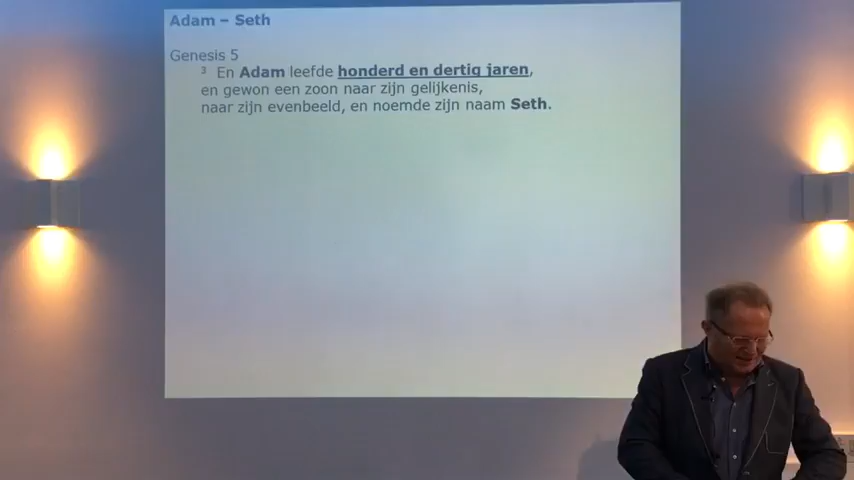 Adam – Seth
Genesis 5
3 En Adam leefde honderd en dertig jaren,
en gewon een zoon naar zijn gelijkenis,
naar zijn evenbeeld, en noemde zijn naam Seth.